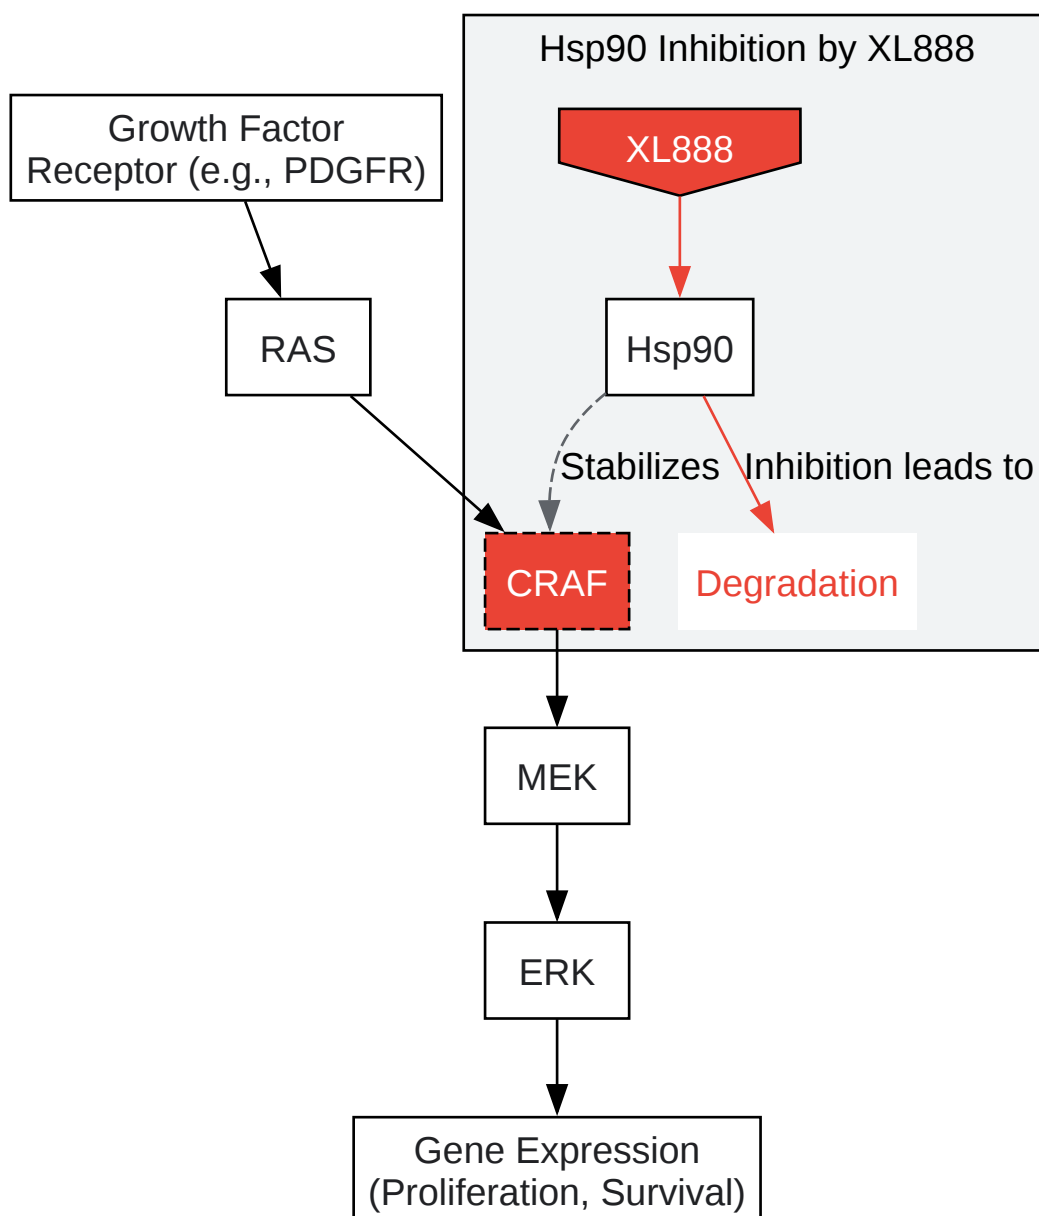 Hsp90 Inhibition by XL888
Growth Factor
Receptor (e.g., PDGFR)
XL888
RAS
Hsp90
Stabilizes
Inhibition leads to
CRAF
Degradation
MEK
ERK
Gene Expression
(Proliferation, Survival)